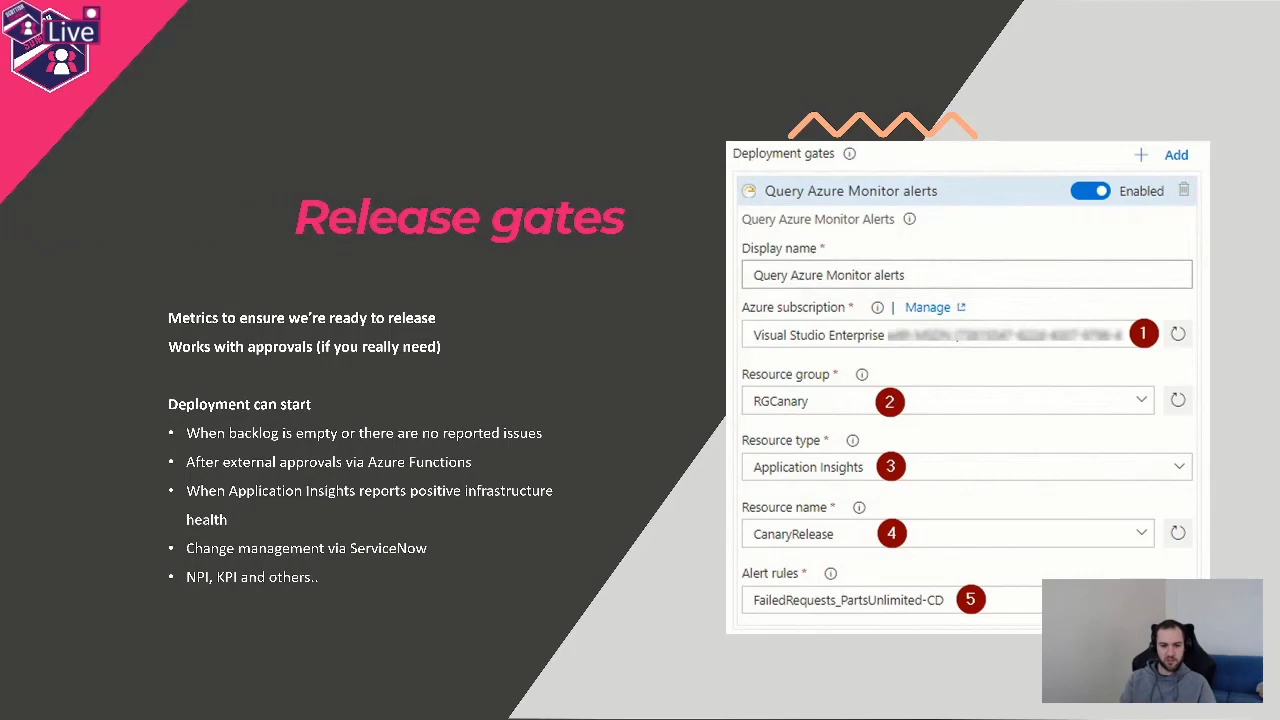 Live
Release gates
Metrics to ensure we're ready to release
Works with approvals (if you really need)
Deployment can start
• When backlog is empty or there are no reported issues
• After external approvals via Azure Functions
• When Application Insights reports positive infrastructure
health
• Change management via ServiceNow
• NPI, KPI and others..
Deployment gates
+ Add
Query Azure Monitor alerts
Enabled
Query Azure Monitor Alerts
Display name *
Query Azure Monitor alerts
Azure subscription * | Manage
Visual Studio Enterprise
1
Resource group *
RGCanary 2
Resource type *
Application Insights 3
Resource name *
CanaryRelease 4
Alert rules *
FailedRequests_PartsUnlimited-CD 5